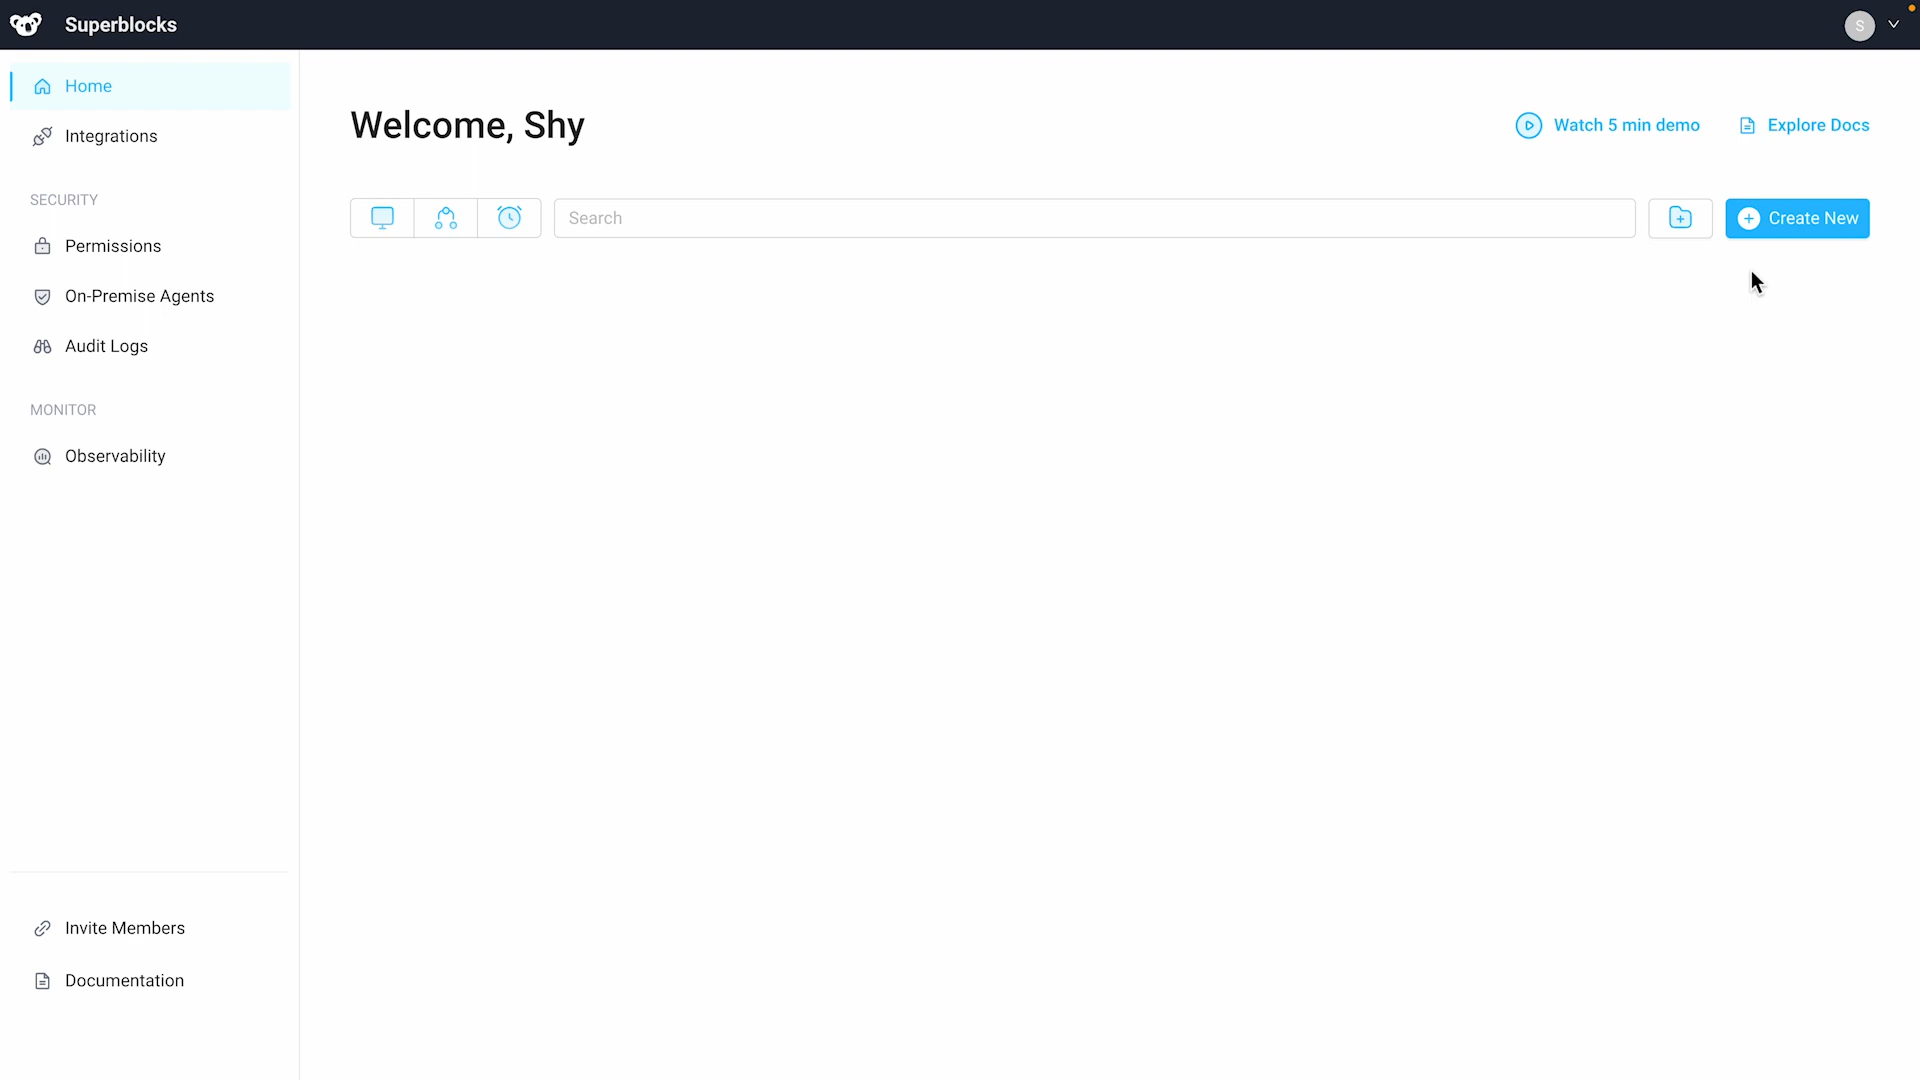 Superblocks
S
Home
Integrations
SECURITY
Permissions
On-Premise Agents
Audit Logs
MONITOR
Observability
Invite Members
Documentation
Welcome, Shy
Watch 5 min demo
Explore Docs
Search
Create New